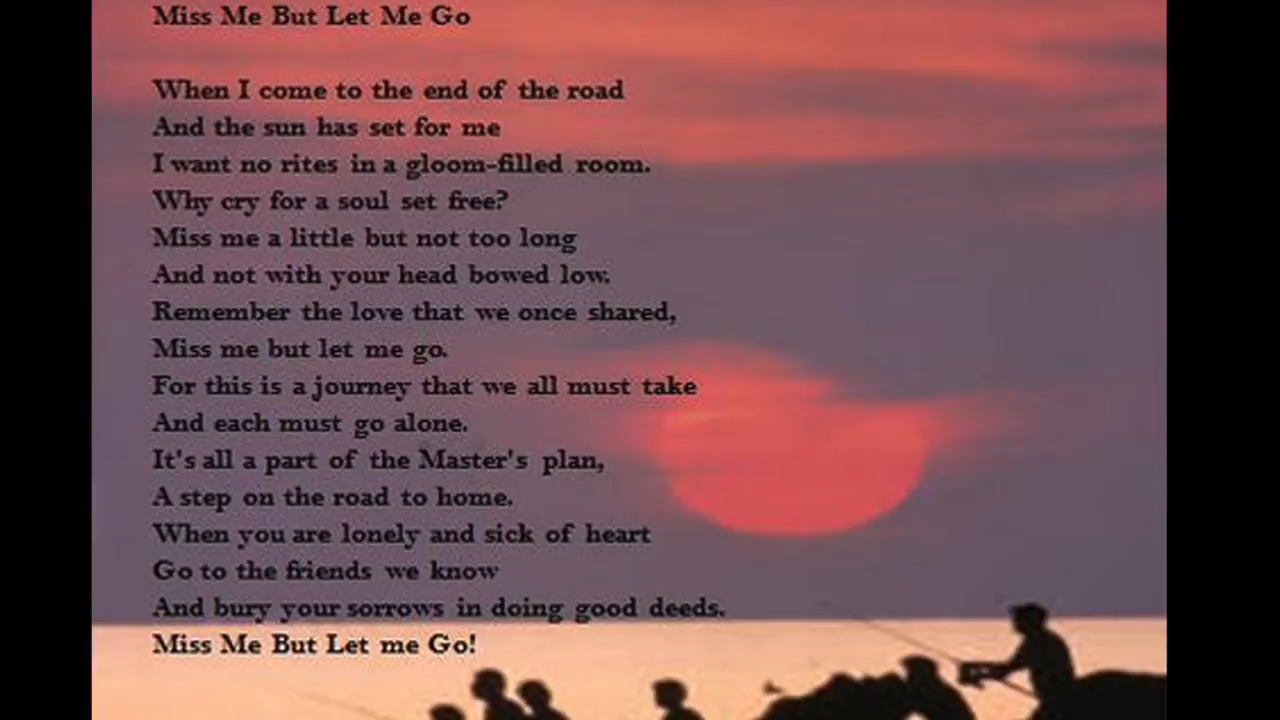 Miss Me But Let Me Go
When I come to the end of the road
And the sun has set for me
I want no rites in a gloom-filled room.
Why cry for a soul set free?
Miss me a little but not too long
And not with your head bowed low.
Remember the love that we once shared,
Miss me but let me go.
For this is a journey that we all must take
And each must go alone.
It's all a part of the Master's plan,
A step on the road to home.
When you are lonely and sick of heart
Go to the friends we know
And bury your sorrows in doing good deeds.
Miss Me But Let me Go!